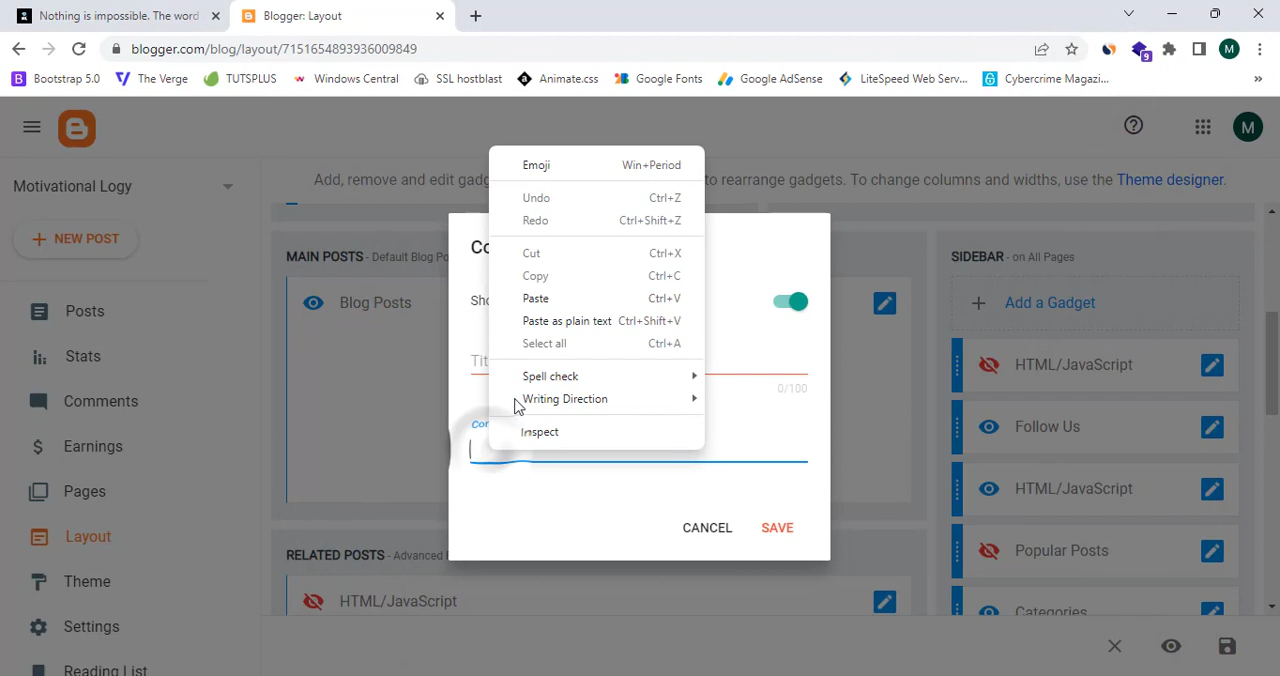 Nothing is impossible. The word
Blogger: Layout
blogger.com/blog/layout/7151654893936009849
9
M
Bootstrap 5.0
The Verge
TUTSPLUS
Windows Central
SSL hostblast
Animate.css
Google Fonts
Google AdSense
LiteSpeed Web Serv...
Cybercrime Magazi...
M
Motivational Logy
Add, remove and edit gadg
to rearrange gadgets. To change columns and widths, use the Theme designer.
NEW POST
Posts
Stats
Comments
Earnings
Pages
Layout
Theme
Settings
Reading List
MAIN POSTS - Default Blog Po
Blog Posts
RELATED POSTS - Advanced
HTML/JavaScript
SIDEBAR - on All Pages
Add a Gadget
HTML/JavaScript
Follow Us
HTML/JavaScript
Popular Posts
Categories
Co
Sho
Tit
0/100
Cor
CANCEL
SAVE
Emoji Win+Period
Undo Ctrl+Z
Redo Ctrl+Shift+Z
Cut Ctrl+X
Copy Ctrl+C
Paste Ctrl+V
Paste as plain text Ctrl+Shift+V
Select all Ctrl+A
Spell check
Writing Direction
Inspect